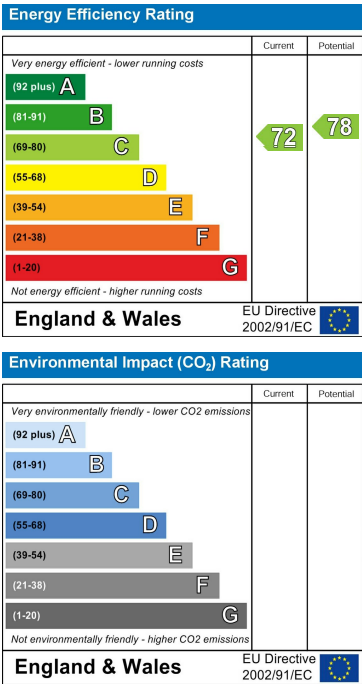 Energy Efficiency Rating
Current Potential
Very energy efficient - lower running costs
(92 plus) A
(81-91) B
(69-80) C
72 78
(55-68) D
(39-54) E
(21-38) F
(1-20) G
Not energy efficient - higher running costs
England & Wales
EU Directive
2002/91/EC
Environmental Impact (CO₂) Rating
Current Potential
Very environmentally friendly - lower CO2 emissions
(92 plus) A
(81-91) B
(69-80) C
(55-68) D
(39-54) E
(21-38) F
(1-20) G
Not environmentally friendly - higher CO2 emissions
England & Wales
EU Directive
2002/91/EC